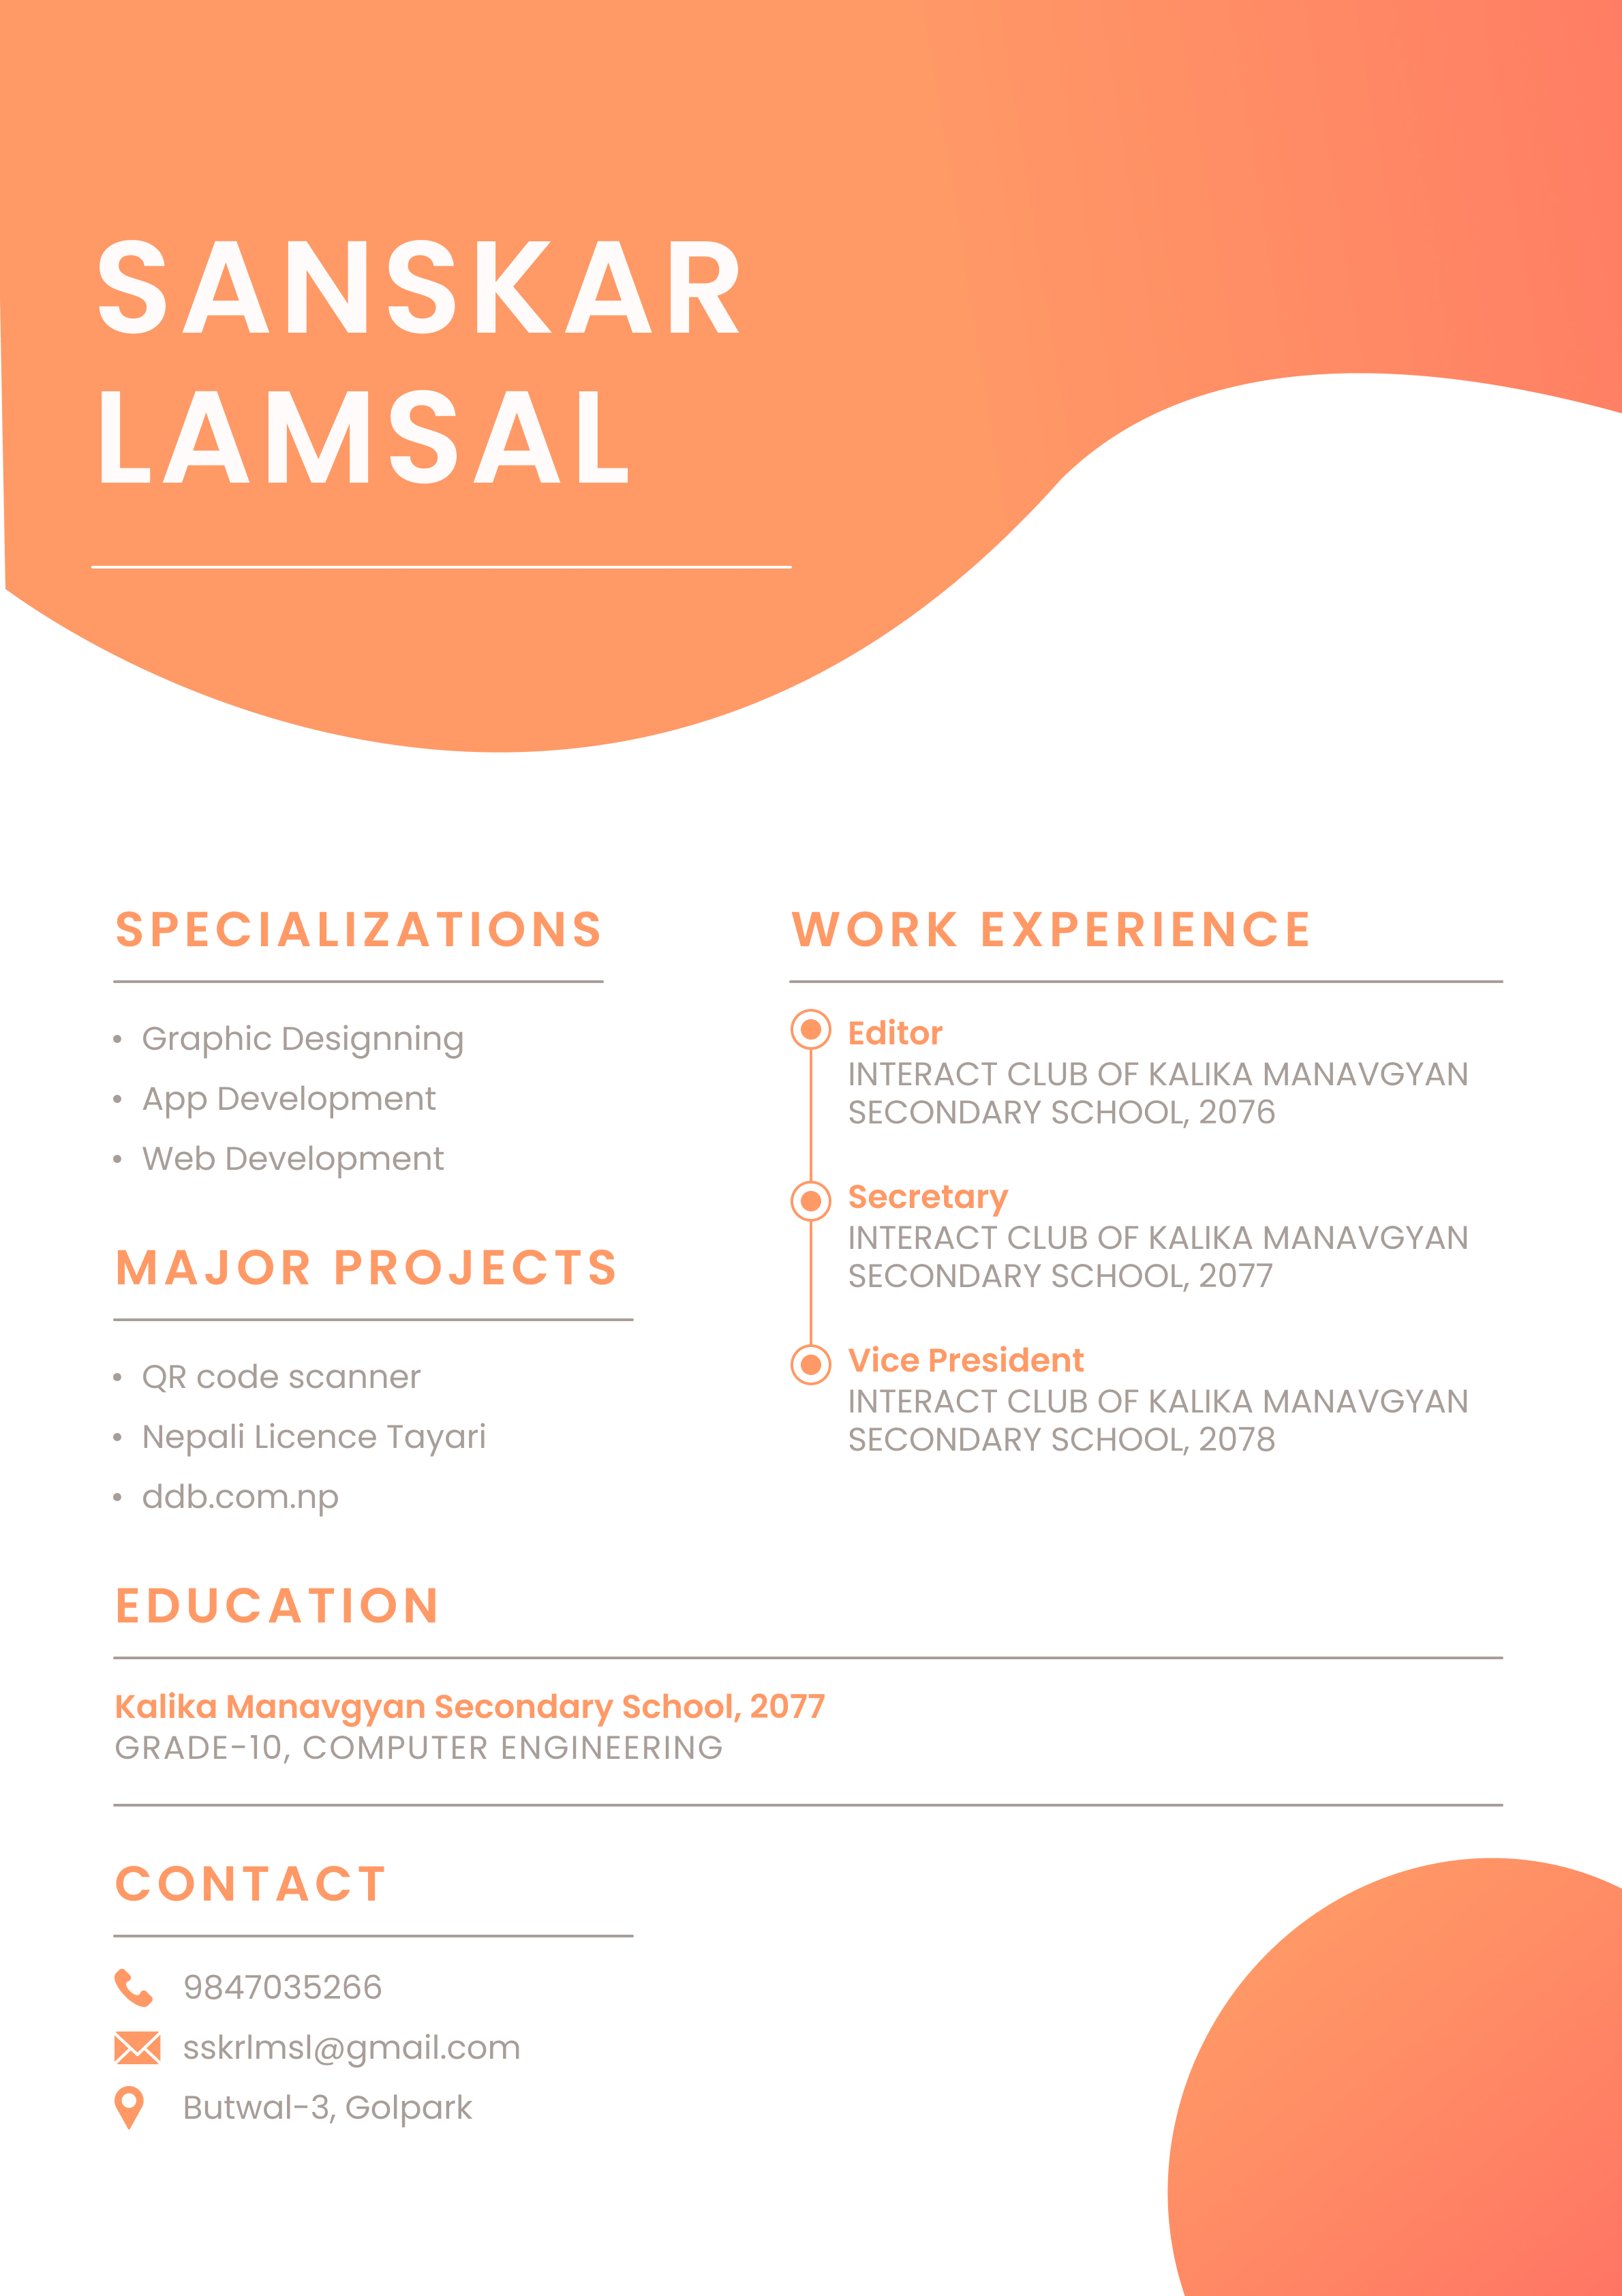 SANSKAR
LAMSAL
SPECIALIZATIONS
• Graphic Designning
• App Development
• Web Development
MAJOR PROJECTS
• QR code scanner
• Nepali Licence Tayari
• ddb.com.np
WORK EXPERIENCE
Editor
INTERACT CLUB OF KALIKA MANAVGYAN
SECONDARY SCHOOL, 2076
Secretary
INTERACT CLUB OF KALIKA MANAVGYAN
SECONDARY SCHOOL, 2077
Vice President
INTERACT CLUB OF KALIKA MANAVGYAN
SECONDARY SCHOOL, 2078
EDUCATION
Kalika Manavgyan Secondary School, 2077
GRADE-10, COMPUTER ENGINEERING
CONTACT
9847035266
sskrlmsl@gmail.com
Butwal-3, Golpark